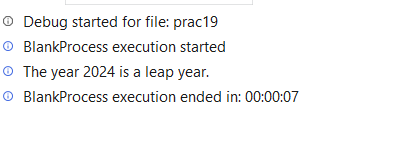 Debug started for file: prac19
BlankProcess execution started
The year 2024 is a leap year.
BlankProcess execution ended in: 00:00:07